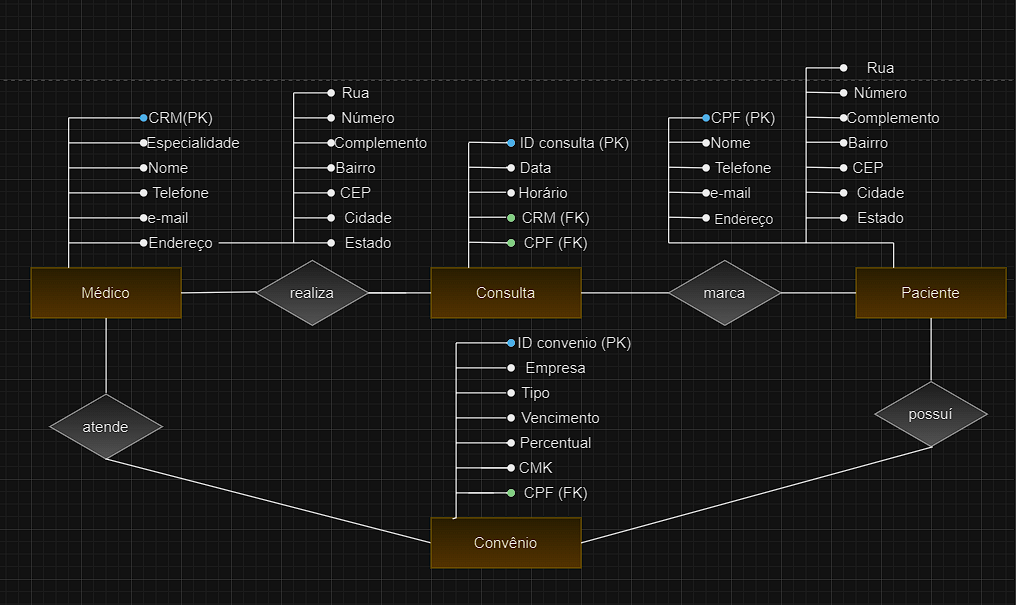 CRM(PK)
Especialidade
Nome
Telefone
e-mail
Endereço
Rua
Número
Complemento
Bairro
CEP
Cidade
Estado
ID consulta (PK)
Data
Horário
CRM (FK)
CPF (FK)
CPF (PK)
Nome
Telefone
e-mail
Endereço
Rua
Número
Complemento
Bairro
CEP
Cidade
Estado
Médico
realiza
Consulta
marca
Paciente
ID convenio (PK)
Empresa
Tipo
Vencimento
Percentual
CMK
CPF (FK)
atende
possuí
Convênio